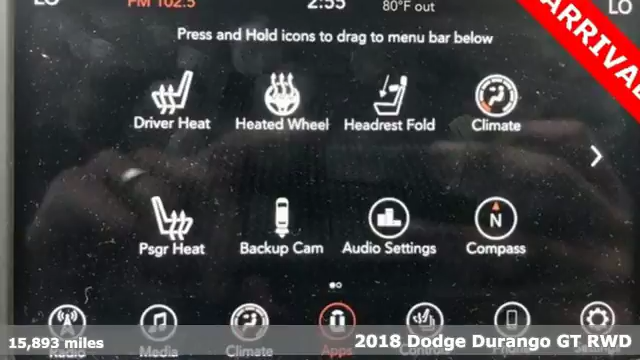 LO
FM 102.5
2:55
80°F out
LO
ARRIVAL
Press and Hold icons to drag to menu bar below
Driver Heat
Heated Wheel
Headrest Fold
Climate
N
Psgr Heat
Backup Cam
Audio Settings
Compass
Radio
Media
Climate
Apps
Controls
Phone
Settings
15,893 miles
2018 Dodge Durango GT RWD